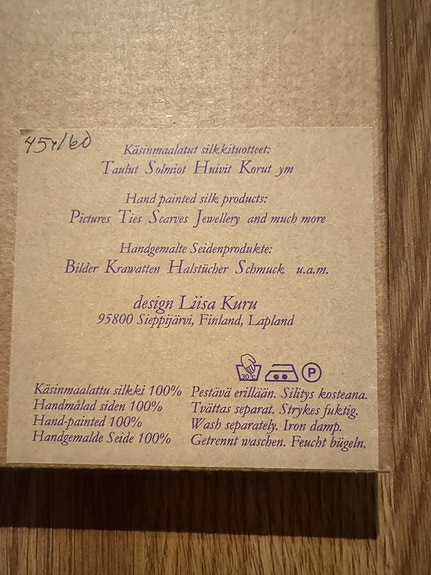 Käsinmaalatut silkkituotteet:
Taulut Solmiot Huivit Korut ym
Hand painted silk products:
Pictures Ties Scarves Jewellery and much more
Handgemalte Seidenprodukte:
Bilder Krawatten Halstücher Schmuck u.a.m.
design Liisa Kuru
95800 Sieppijärvi, Finland, Lapland
30°C P
Käsinmaalattu silkki 100% Pestävä erillään. Silitys kosteana.
Handmålad siden 100% Tvättas separat. Strykes fuktig.
Hand-painted 100% Wash separately. Iron damp.
Handgemalde Seide 100% Getrennt waschen. Feucht bügeln.